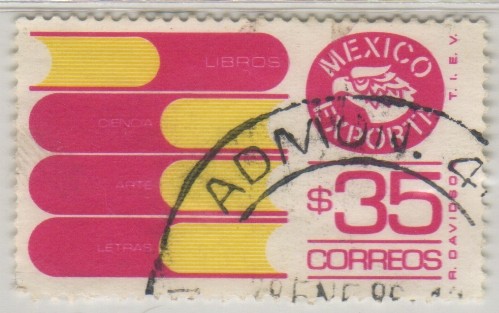 LIBROS
CIENCIA
ARTE
LETRAS
MEXICO
EXPORTA
$35
CORREOS
T. I. E. V.
R. DAVIDSON
ADMON. A